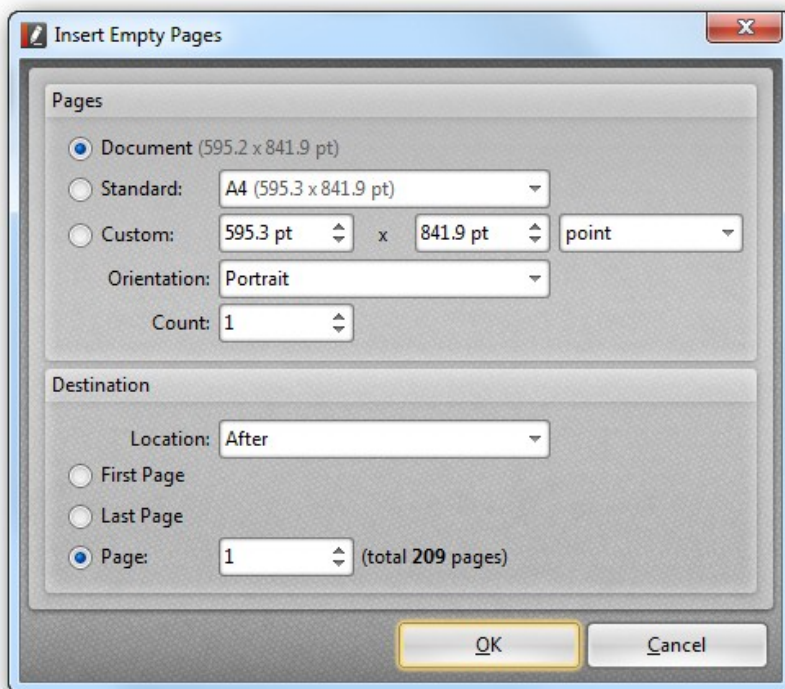 Insert Empty Pages
Pages
Document (595.2 x 841.9 pt)
Standard: A4 (595.3 x 841.9 pt)
Custom: 595.3 pt x 841.9 pt point
Orientation: Portrait
Count: 1
Destination
Location: After
First Page
Last Page
Page: 1 (total 209 pages)
OK Cancel